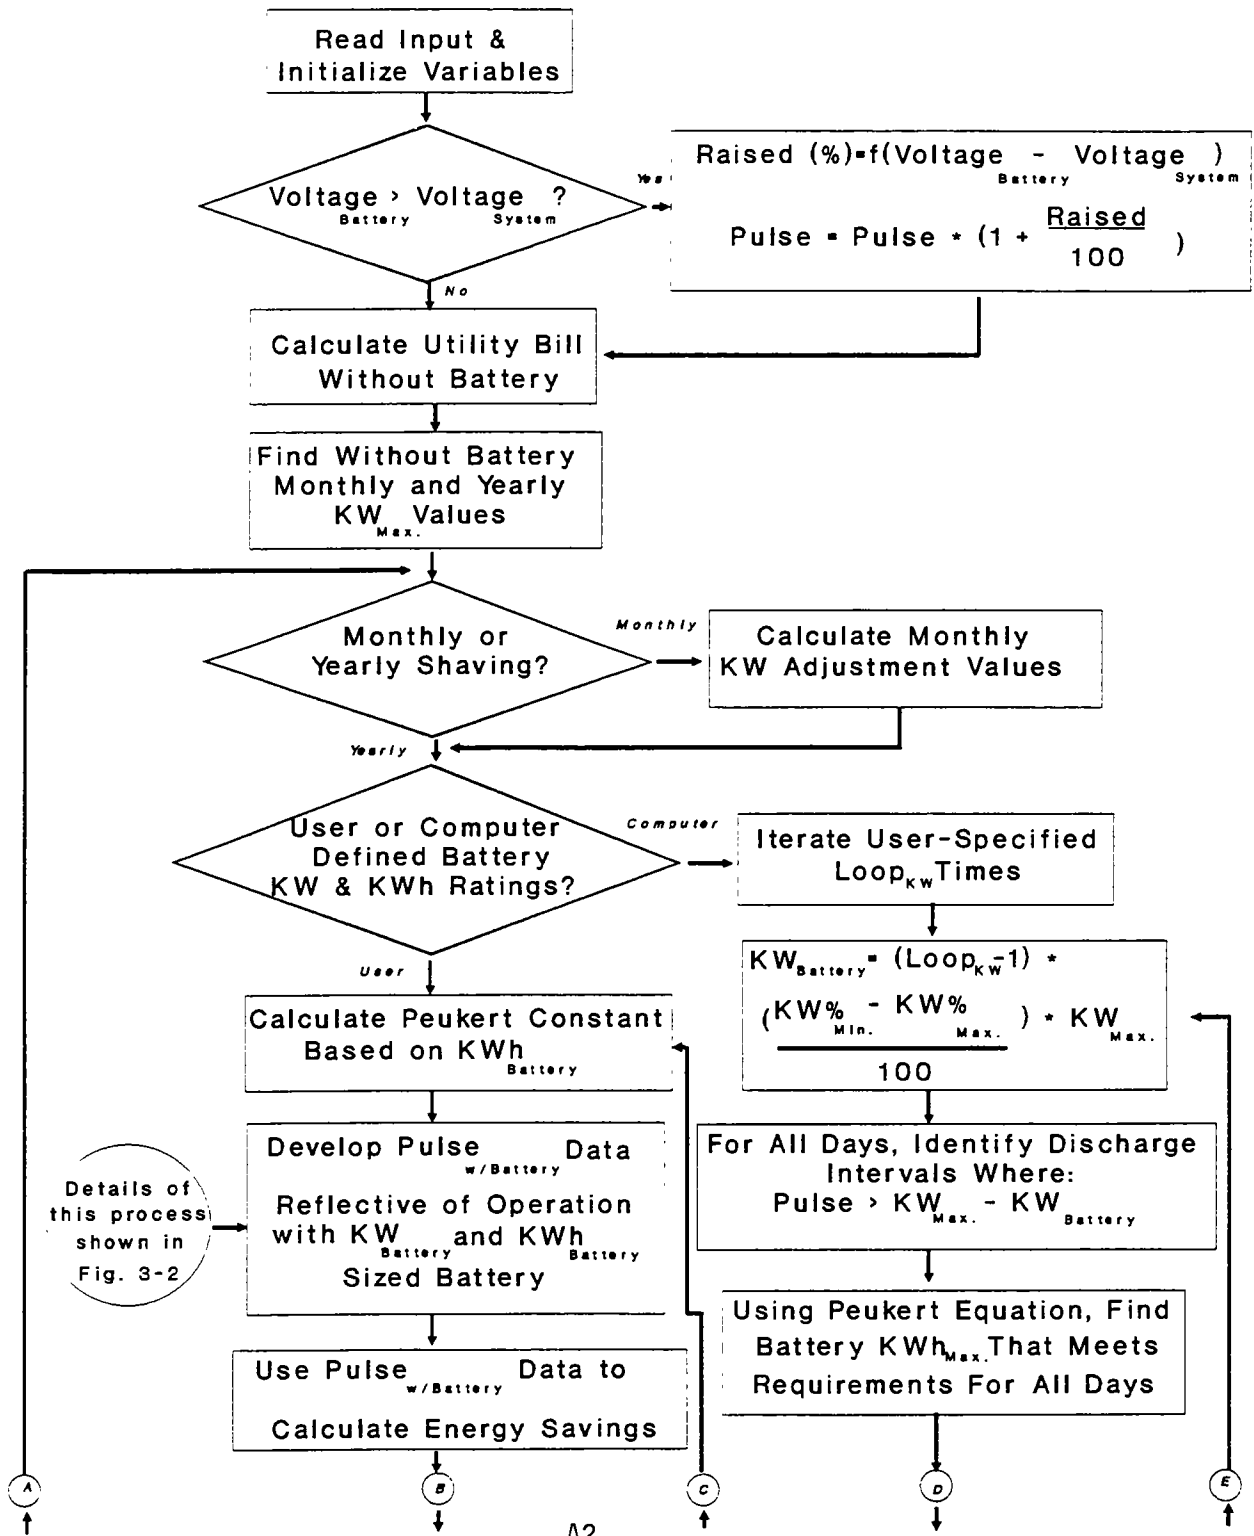 Read Input &
Initialize Variables
Voltage Battery > Voltage System ?
Yes
Raised (%)=f(Voltage Battery - Voltage System )
Pulse = Pulse * (1 + Raised
100 )
No
Calculate Utility Bill
Without Battery
Find Without Battery
Monthly and Yearly
KW Max. Values
Monthly or
Yearly Shaving?
Monthly
Calculate Monthly
KW Adjustment Values
Yearly
User or Computer
Defined Battery
KW & KWh Ratings?
Computer
Iterate User-Specified
Loop KW Times
User
KW Battery = (Loop KW -1) *
(KW% Min. - KW% Max. ) * KW Max.
100
Calculate Peukert Constant
Based on KWh Battery
For All Days, Identify Discharge
Intervals Where:
Pulse > KW Max. - KW Battery
Details of
this process
shown in
Fig. 3-2
Develop Pulse w/Battery Data
Reflective of Operation
with KW Battery and KWh Battery
Sized Battery
Using Peukert Equation, Find
Battery KWh Max. That Meets
Requirements For All Days
Use Pulse w/Battery Data to
Calculate Energy Savings
A
B
C
D
E
A2